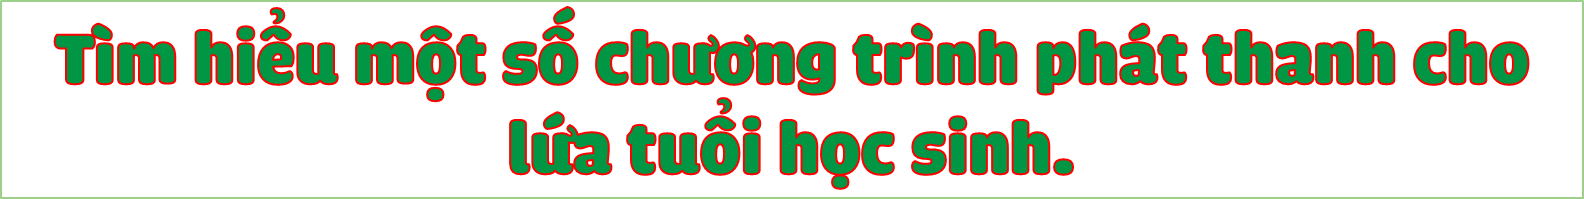 Tìm hiểu một số chương trình phát thanh cho
lứa tuổi học sinh.